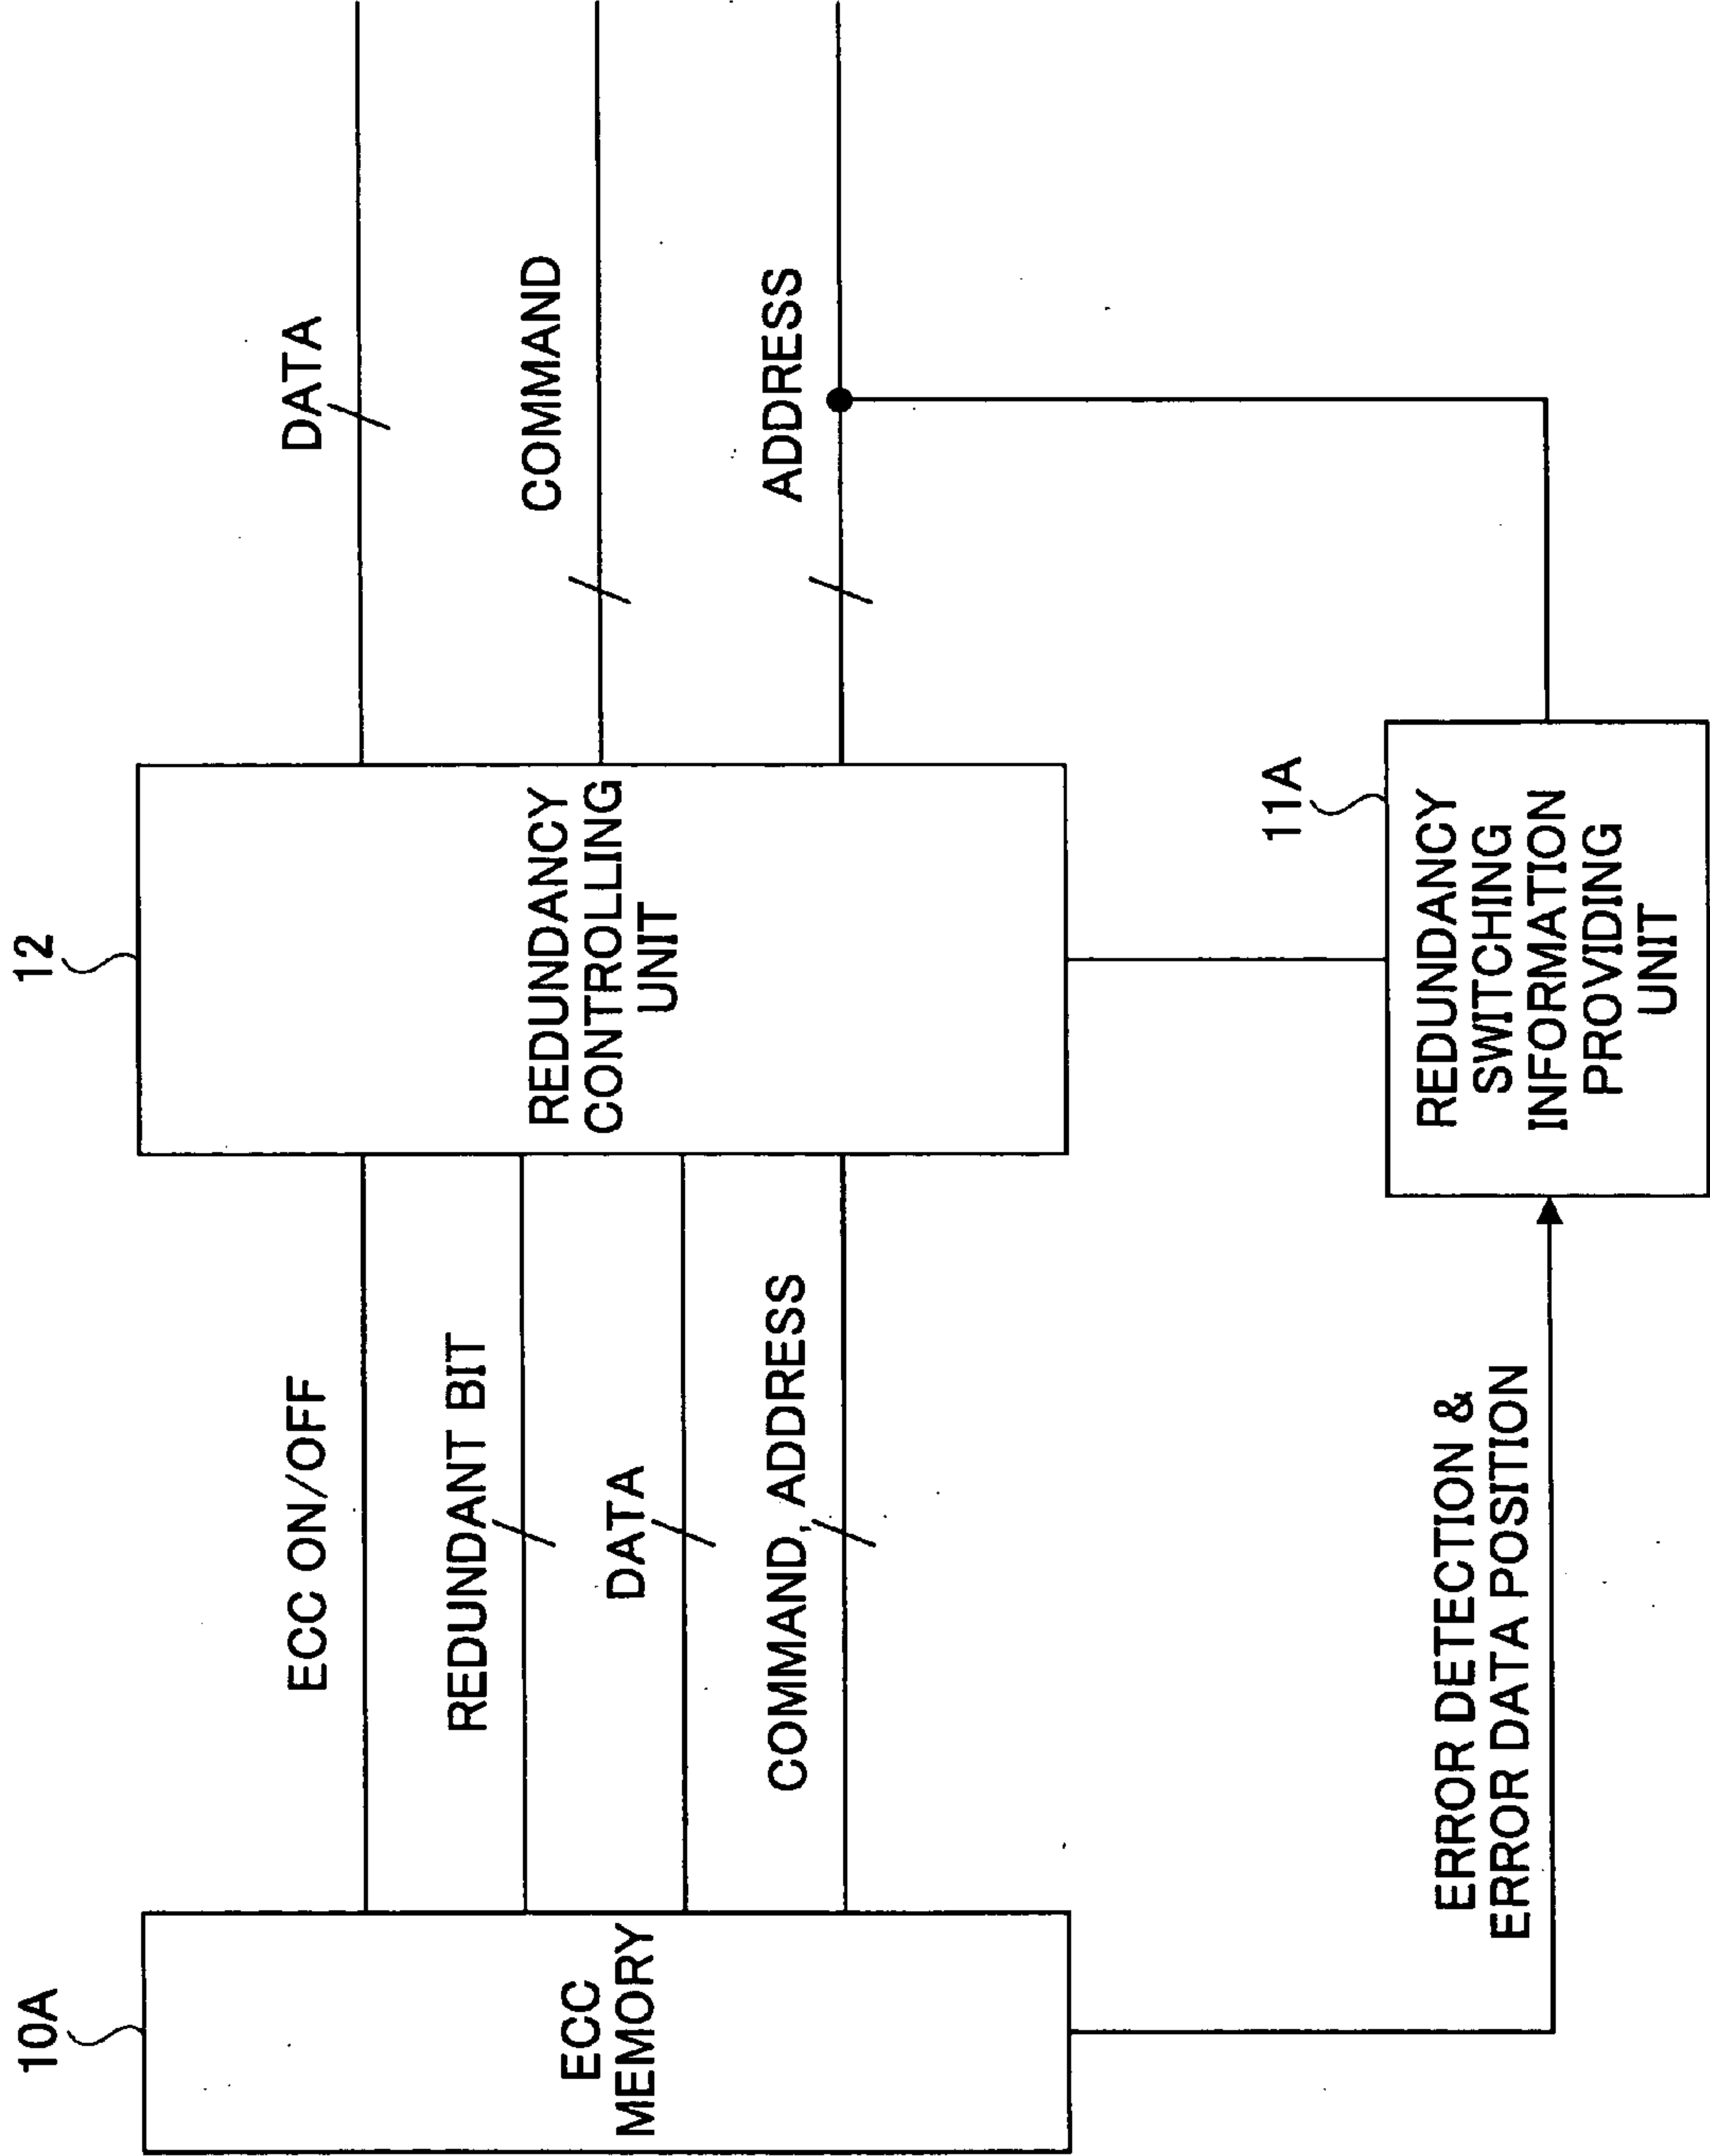 10A
ECC
MEMORY
ECC ON/OFF
REDUNDANT BIT
DATA
COMMAND, ADDRESS
12
REDUNDANCY
CONTROLLING
UNIT
DATA
COMMAND
ADDRESS
ERROR DETECTION &
ERROR DATA POSITION
11A
REDUNDANCY
SWITCHING
INFORMATION
PROVIDING
UNIT